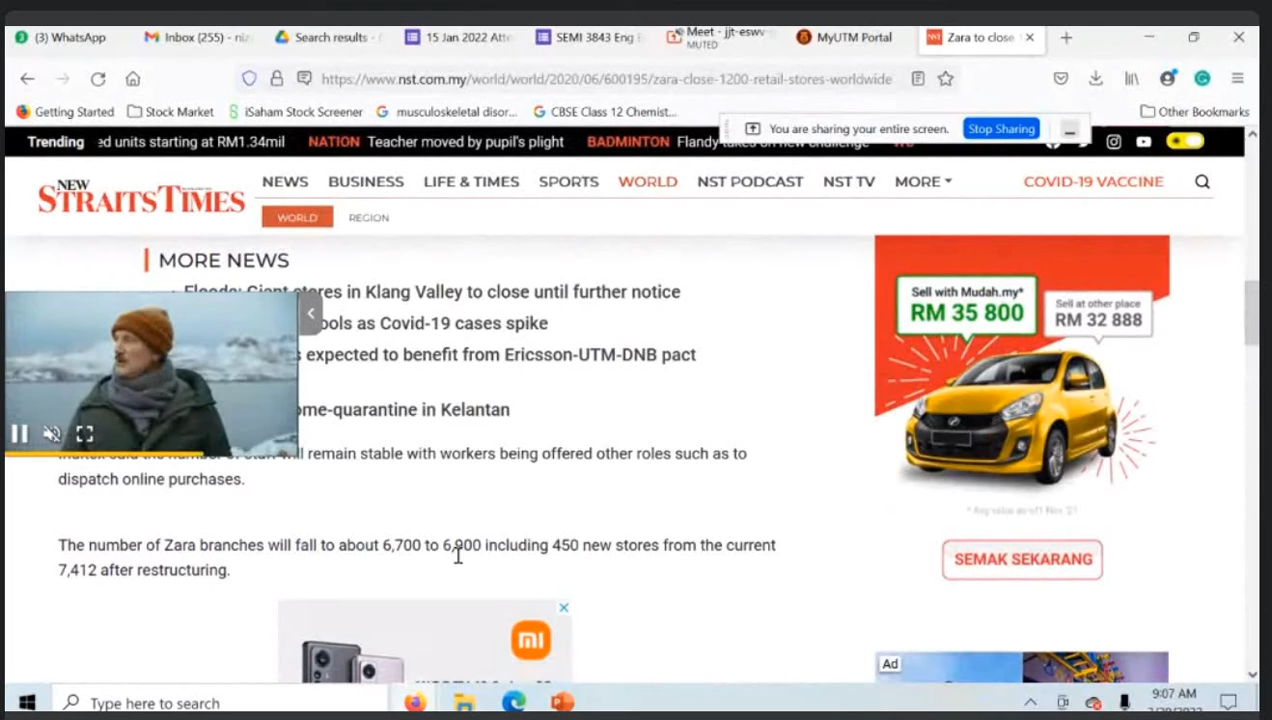 (3) WhatsApp
Inbox (255) - niz
Search results -
15 Jan 2022 Atte
SEMI 3843 Eng
Meet - jjt-eswv-
MUTED
MyUTM Portal
Zara to close
https://www.nst.com.my/world/world/2020/06/600195/zara-close-1200-retail-stores-worldwide
Getting Started
Stock Market
iSaham Stock Screener
musculoskeletal disor...
CBSE Class 12 Chemist...
Other Bookmarks
You are sharing your entire screen.
Stop Sharing
Trending
ed units starting at RM1.34mil NATION Teacher moved by pupil's plight BADMINTON Flandy takes on new challenge
NEW
STRAITS TIMES
NEWS BUSINESS LIFE & TIMES SPORTS WORLD NST PODCAST NST TV MORE COVID-19 VACCINE
WORLD REGION
MORE NEWS
Floods: Giant stores in Klang Valley to close until further notice
ools as Covid-19 cases spike
s expected to benefit from Ericsson-UTM-DNB pact
ome-quarantine in Kelantan
will remain stable with workers being offered other roles such as to
dispatch online purchases.
The number of Zara branches will fall to about 6,700 to 6,900 including 450 new stores from the current
7,412 after restructuring.
Sell with Mudah.my*
RM 35 800
Sell at other place
RM 32 888
SEMAK SEKARANG
mi
Ad
Type here to search
9:07 AM